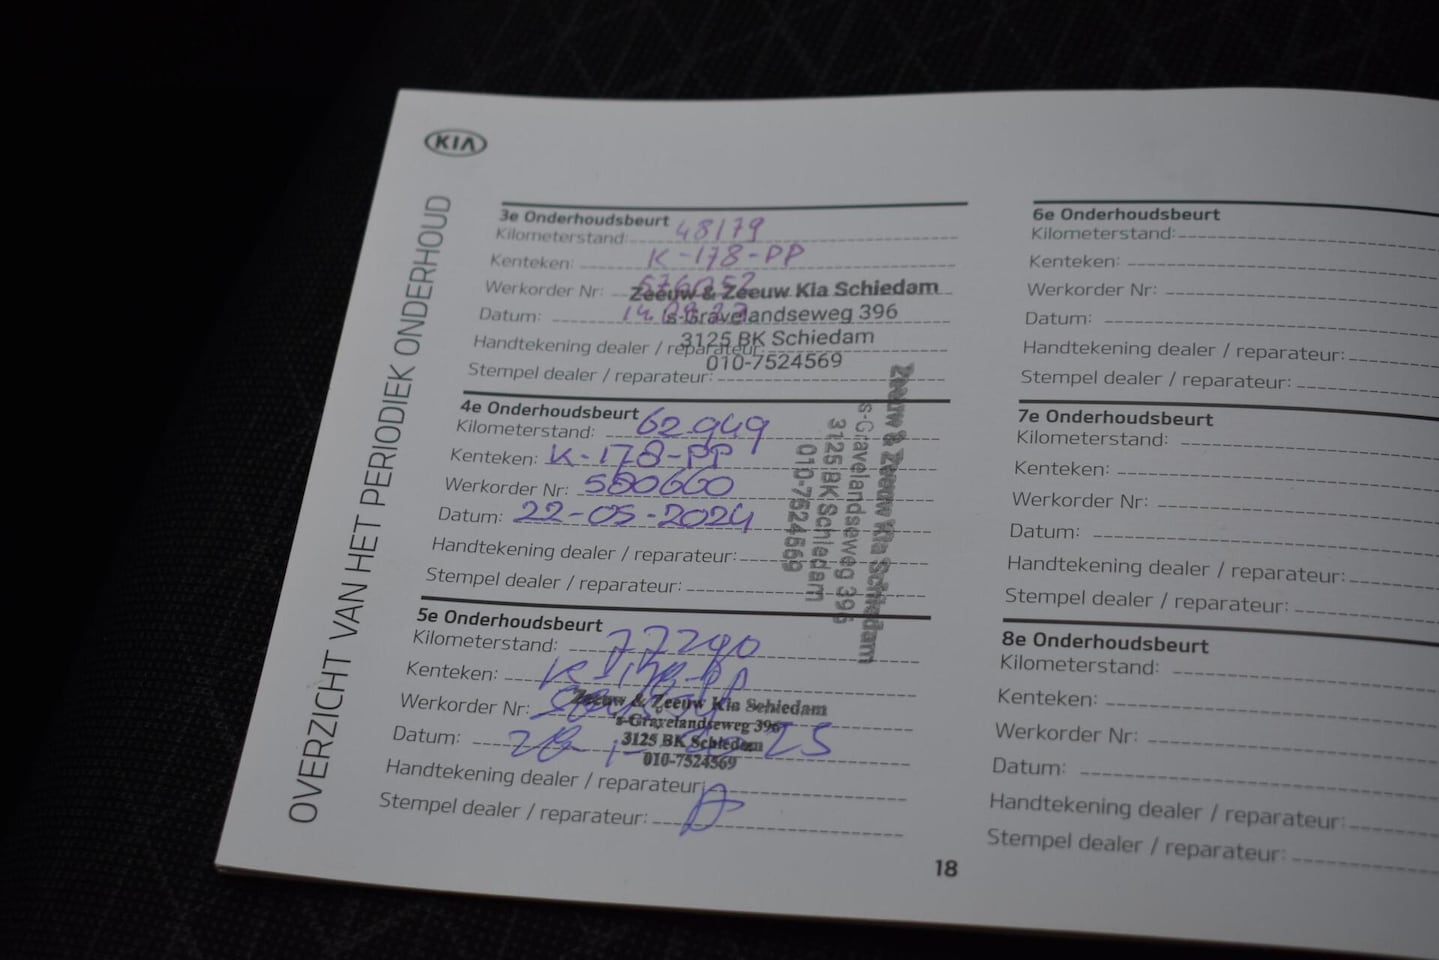 KIA
OVERZICHT VAN HET PERIODIEK ONDERHOUD
3e Onderhoudsbeurt
Kilometerstand: 48179
Kenteken: K-178-PP
Werkorder Nr:
Datum:
Handtekening dealer / reparateur:
Stempel dealer / reparateur:
Zeeuw & Zeeuw Kia Schiedam
's-Gravelandseweg 396
3125 BK Schiedam
010-7524569
4e Onderhoudsbeurt
Kilometerstand: 62949
Kenteken: K-178-PP
Werkorder Nr: 580660
Datum: 22-05-2024
Handtekening dealer / reparateur:
Stempel dealer / reparateur:
Zeeuw & Zeeuw Kia Schiedam
s-Gravelandseweg 396
3125 BK Schiedam
010-7524569
5e Onderhoudsbeurt
Kilometerstand: 77290
Kenteken: K-178-PP
Werkorder Nr:
Datum:
Handtekening dealer / reparateur:
Stempel dealer / reparateur:
Zeeuw & Zeeuw Kia Schiedam
's-Gravelandseweg 396
3125 BK Schiedam
010-7524569
6e Onderhoudsbeurt
Kilometerstand:
Kenteken:
Werkorder Nr:
Datum:
Handtekening dealer / reparateur:
Stempel dealer / reparateur:
7e Onderhoudsbeurt
Kilometerstand:
Kenteken:
Werkorder Nr:
Datum:
Handtekening dealer / reparateur:
Stempel dealer / reparateur:
8e Onderhoudsbeurt
Kilometerstand:
Kenteken:
Werkorder Nr:
Datum:
Handtekening dealer / reparateur:
Stempel dealer / reparateur:
18